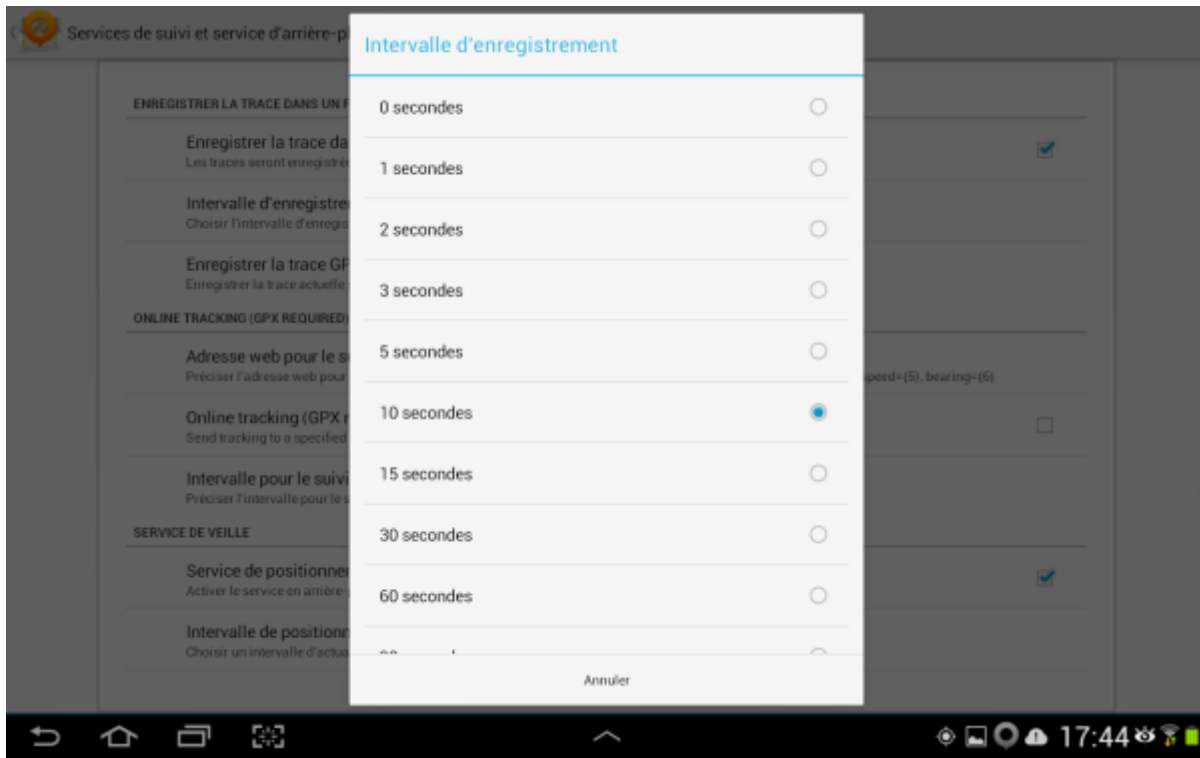 Services de suivi et service d'arrière-p
Intervalle d'enregistrement
0 secondes
1 secondes
2 secondes
3 secondes
5 secondes
10 secondes
15 secondes
30 secondes
60 secondes
Annuler
ENREGISTRER LA TRACE DANS UN F
Enregistrer la trace da
Les traces seront enregistrée
Intervalle d'enregistre
Choisir l'intervalle d'enregis
Enregistrer la trace GP
Enregistrer la trace actuelle
ONLINE TRACKING (GPX REQUIRED)
Adresse web pour le s
Préciser l'adresse web pour
speed={5}, bearing={6}
Online tracking (GPX r
Send tracking to a specified
Intervalle pour le suivi
Préciser l'intervalle pour le s
SERVICE DE VEILLE
Service de positionner
Activer le service en arrière-
Intervalle de positionn
Choisir un intervalle d'actua
17:44